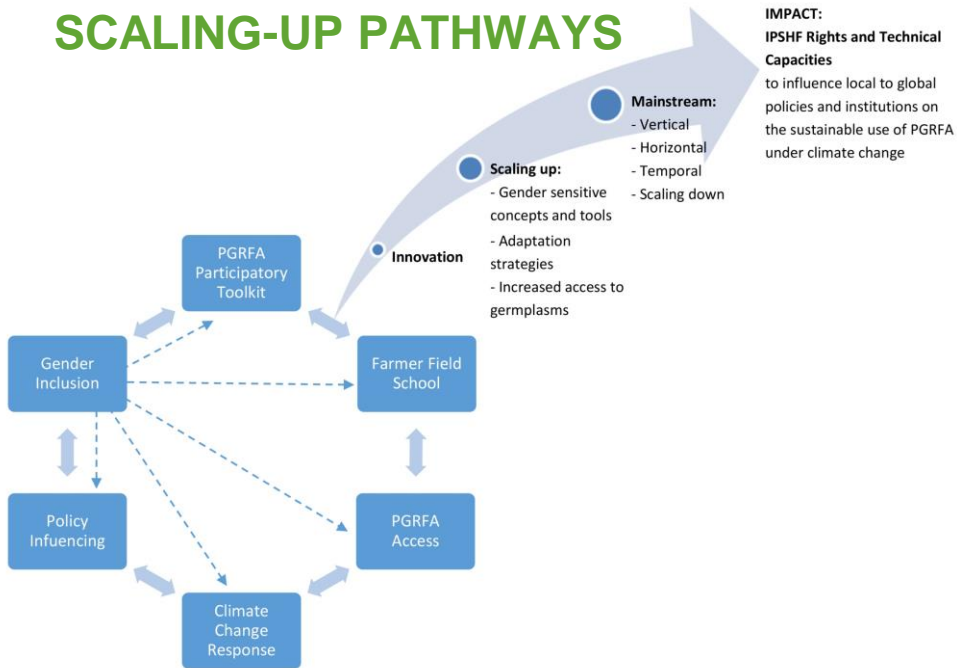 SCALING-UP PATHWAYS
IMPACT:
IPSHF Rights and Technical
Capacities
to influence local to global
policies and institutions on
the sustainable use of PGRFA
under climate change
Mainstream:
- Vertical
- Horizontal
- Temporal
- Scaling down
Scaling up:
- Gender sensitive
concepts and tools
- Adaptation
strategies
- Increased access to
germplasms
Innovation
PGRFA
Participatory
Toolkit
Gender
Inclusion
Farmer Field
School
Policy
Infuencing
PGRFA
Access
Climate
Change
Response